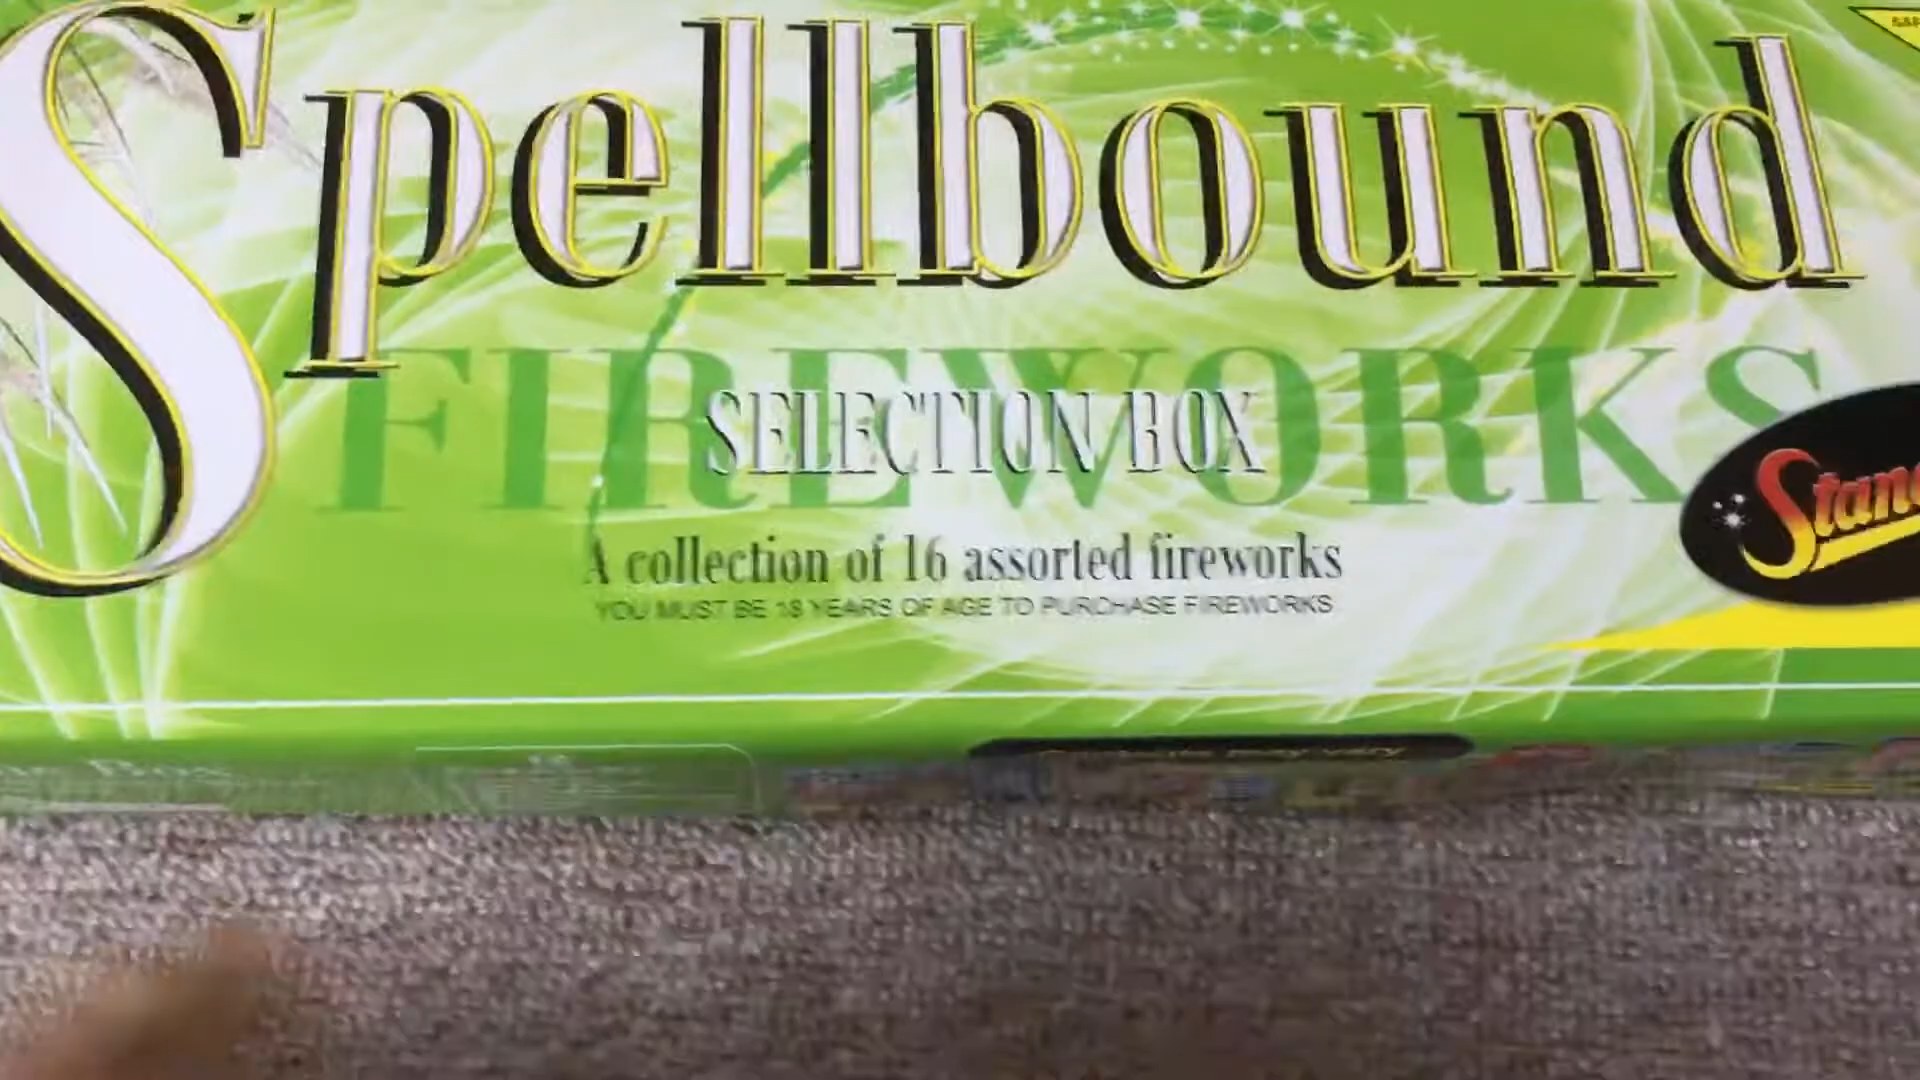 Spellbound
FIREWORKS
SELECTION BOX
A collection of 16 assorted fireworks
YOU MUST BE 18 YEARS OF AGE TO PURCHASE FIREWORKS